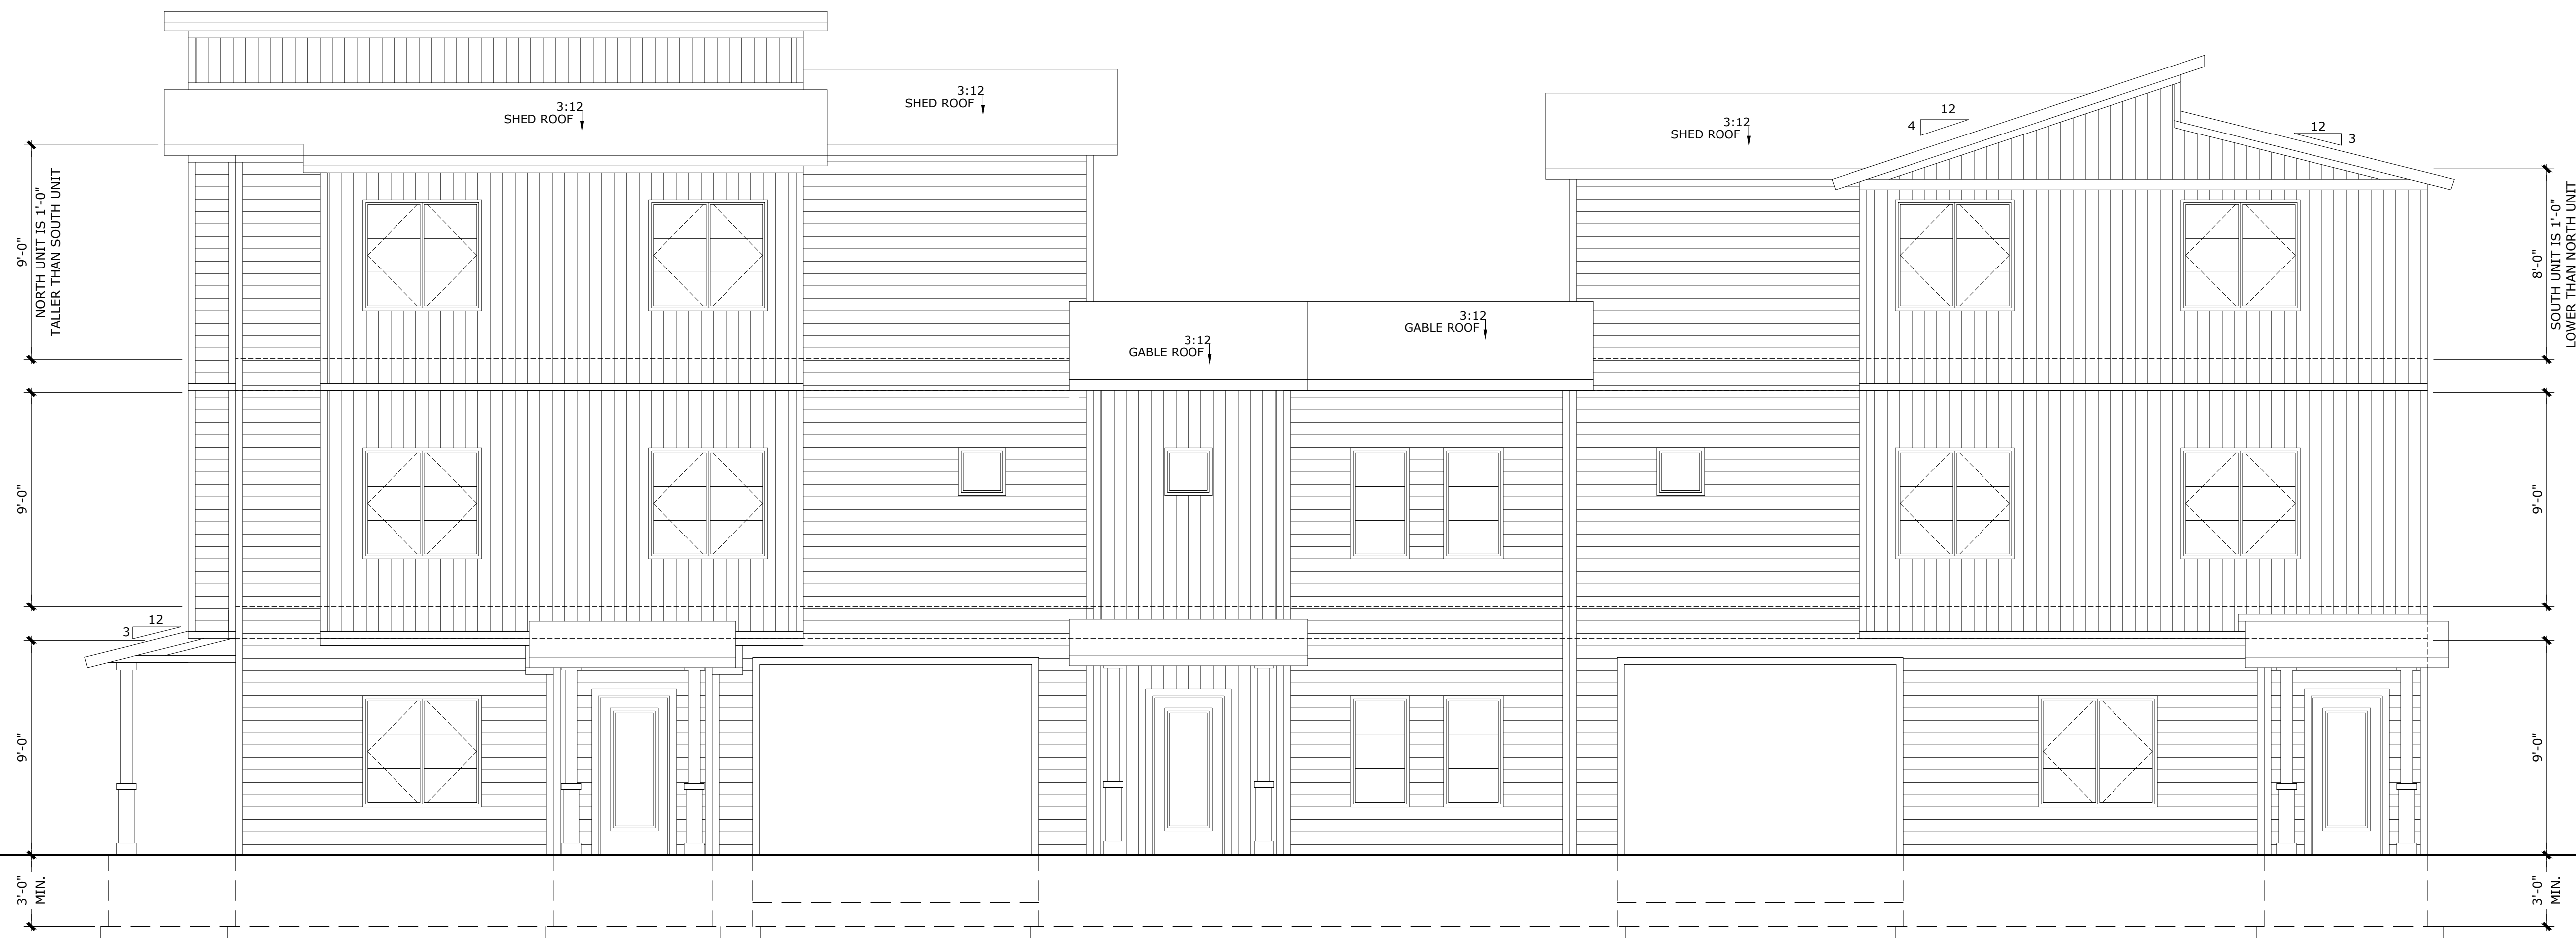 3:12
SHED ROOF
3:12
SHED ROOF
3:12
SHED ROOF
12
4
12
3
9'-0"
NORTH UNIT IS 1'-0"
TALLER THAN SOUTH UNIT
8'-0"
SOUTH UNIT IS 1'-0"
LOWER THAN NORTH UNIT
3:12
GABLE ROOF
3:12
GABLE ROOF
9'-0"
9'-0"
12
3
9'-0"
9'-0"
3'-0"
MIN.
3'-0"
MIN.